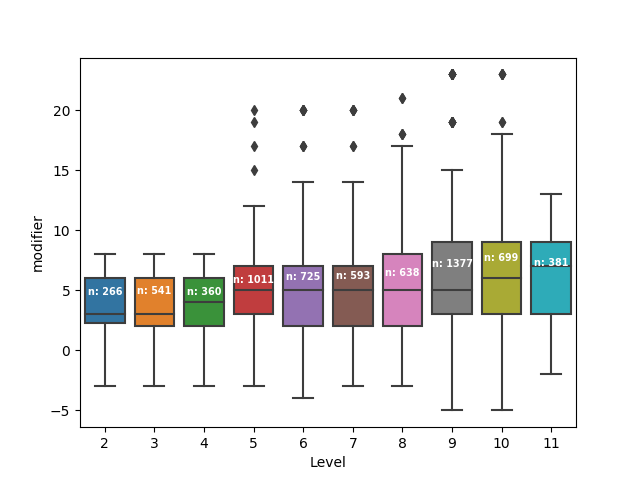 20
15
10
5
0
−5
modifier
n: 266
n: 541
n: 360
n: 1011
n: 725
n: 593
n: 638
n: 1377
n: 699
n: 381
2 3 4 5 6 7 8 9 10 11
Level